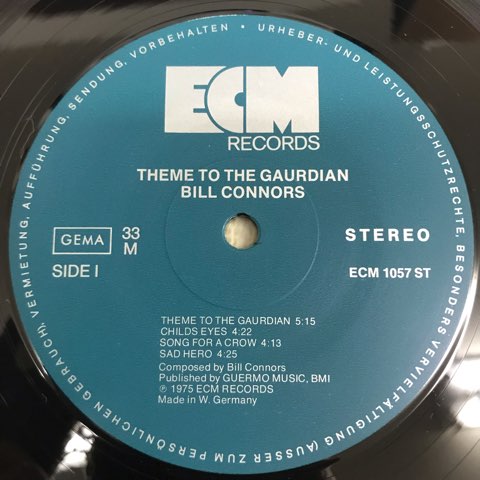 ECM
RECORDS
THEME TO THE GAURDIAN
BILL CONNORS
GEMA
33
M
STEREO
SIDE I
ECM 1057 ST
THEME TO THE GAURDIAN 5:15
CHILDS EYES 4:22
SONG FOR A CROW 4:13
SAD HERO 4:25
Composed by Bill Connors
Published by GUERMO MUSIC, BMI
℗ 1975 ECM RECORDS
Made in W. Germany
URHEBER- UND LEISTUNGSSCHUTZRECHTE, BESONDERS VERVIELFÄLTIGUNG (AUSSER ZUM PERSÖNLICHEN GEBRAUCH), VERMIETUNG, AUFFÜHRUNG, SENDUNG, VORBEHALTEN •